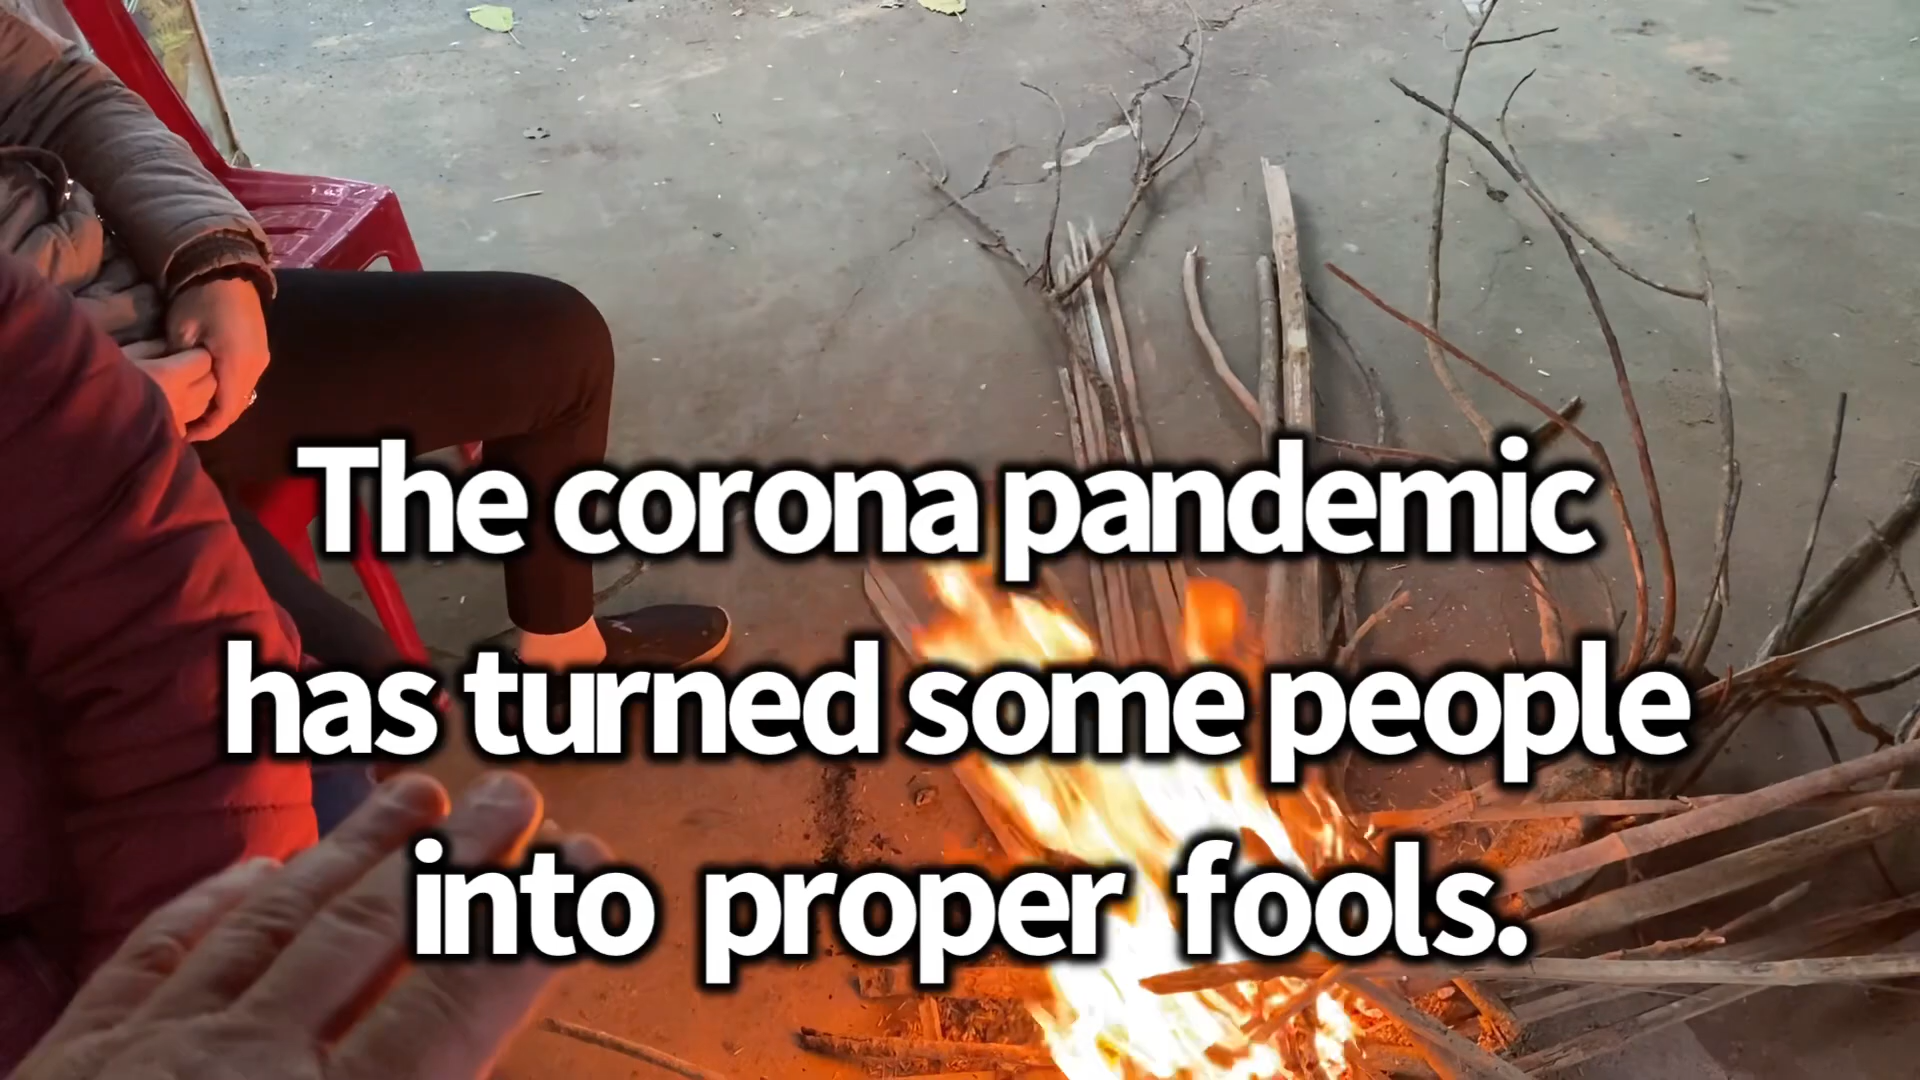 The corona pandemic
has turned some people
into proper fools.